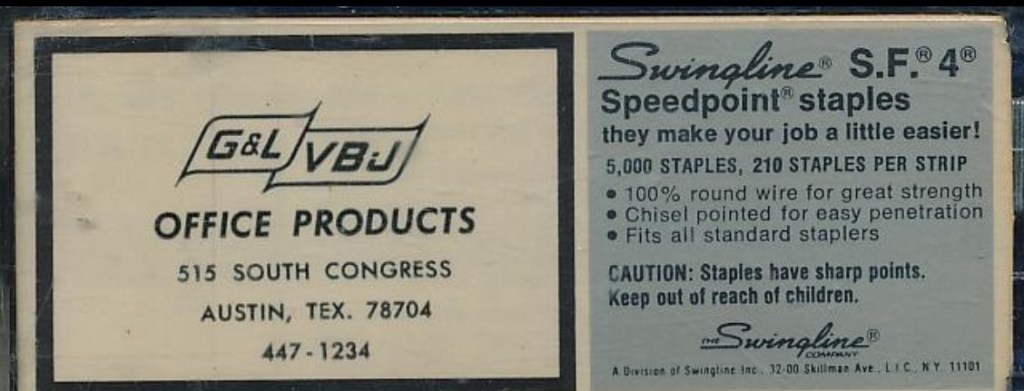 G&L VBJ
OFFICE PRODUCTS
515 SOUTH CONGRESS
AUSTIN, TEX. 78704
447-1234
Swingline® S.F.® 4®
Speedpoint® staples
they make your job a little easier!
5,000 STAPLES, 210 STAPLES PER STRIP
• 100% round wire for great strength
• Chisel pointed for easy penetration
• Fits all standard staplers
CAUTION: Staples have sharp points.
Keep out of reach of children.
THE Swingline® COMPANY
A Division of Swingline Inc., 32-00 Skillman Ave., L.I.C., N.Y. 11101